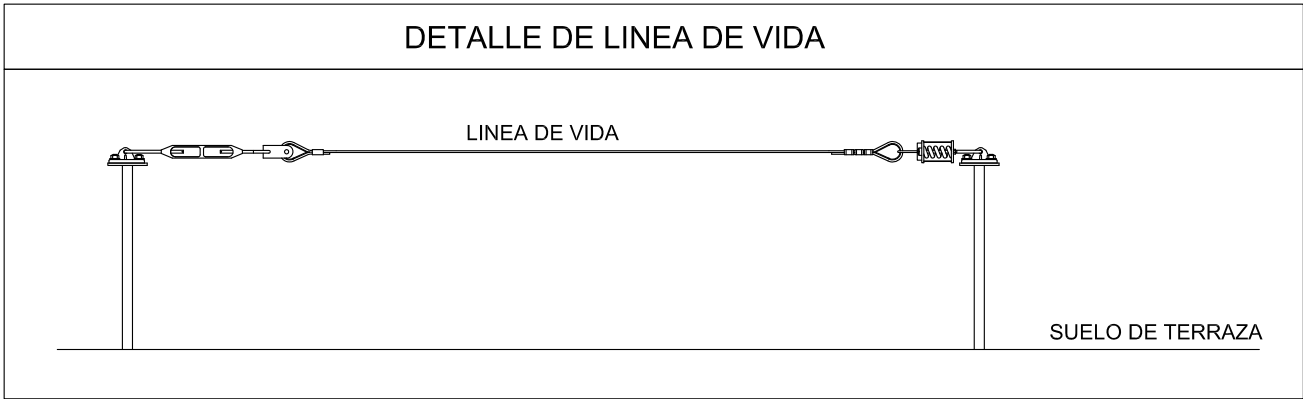 DETALLE DE LINEA DE VIDA
LINEA DE VIDA
SUELO DE TERRAZA